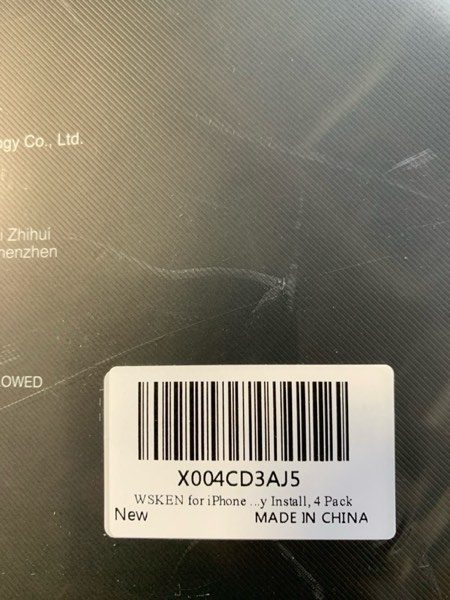 ogy Co., Ltd.
i Zhihui
henzhen
OWED
X004CD3AJ5
WSKEN for iPhone ...y Install, 4 Pack
New MADE IN CHINA